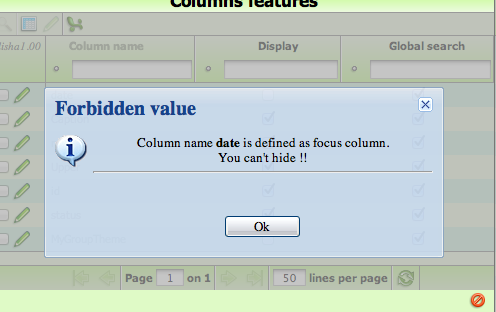 Columns features
Column name Display Global search
Forbidden value
Column name date is defined as focus column.
You can't hide !!
Ok
Page 1 on 1 50 lines per page